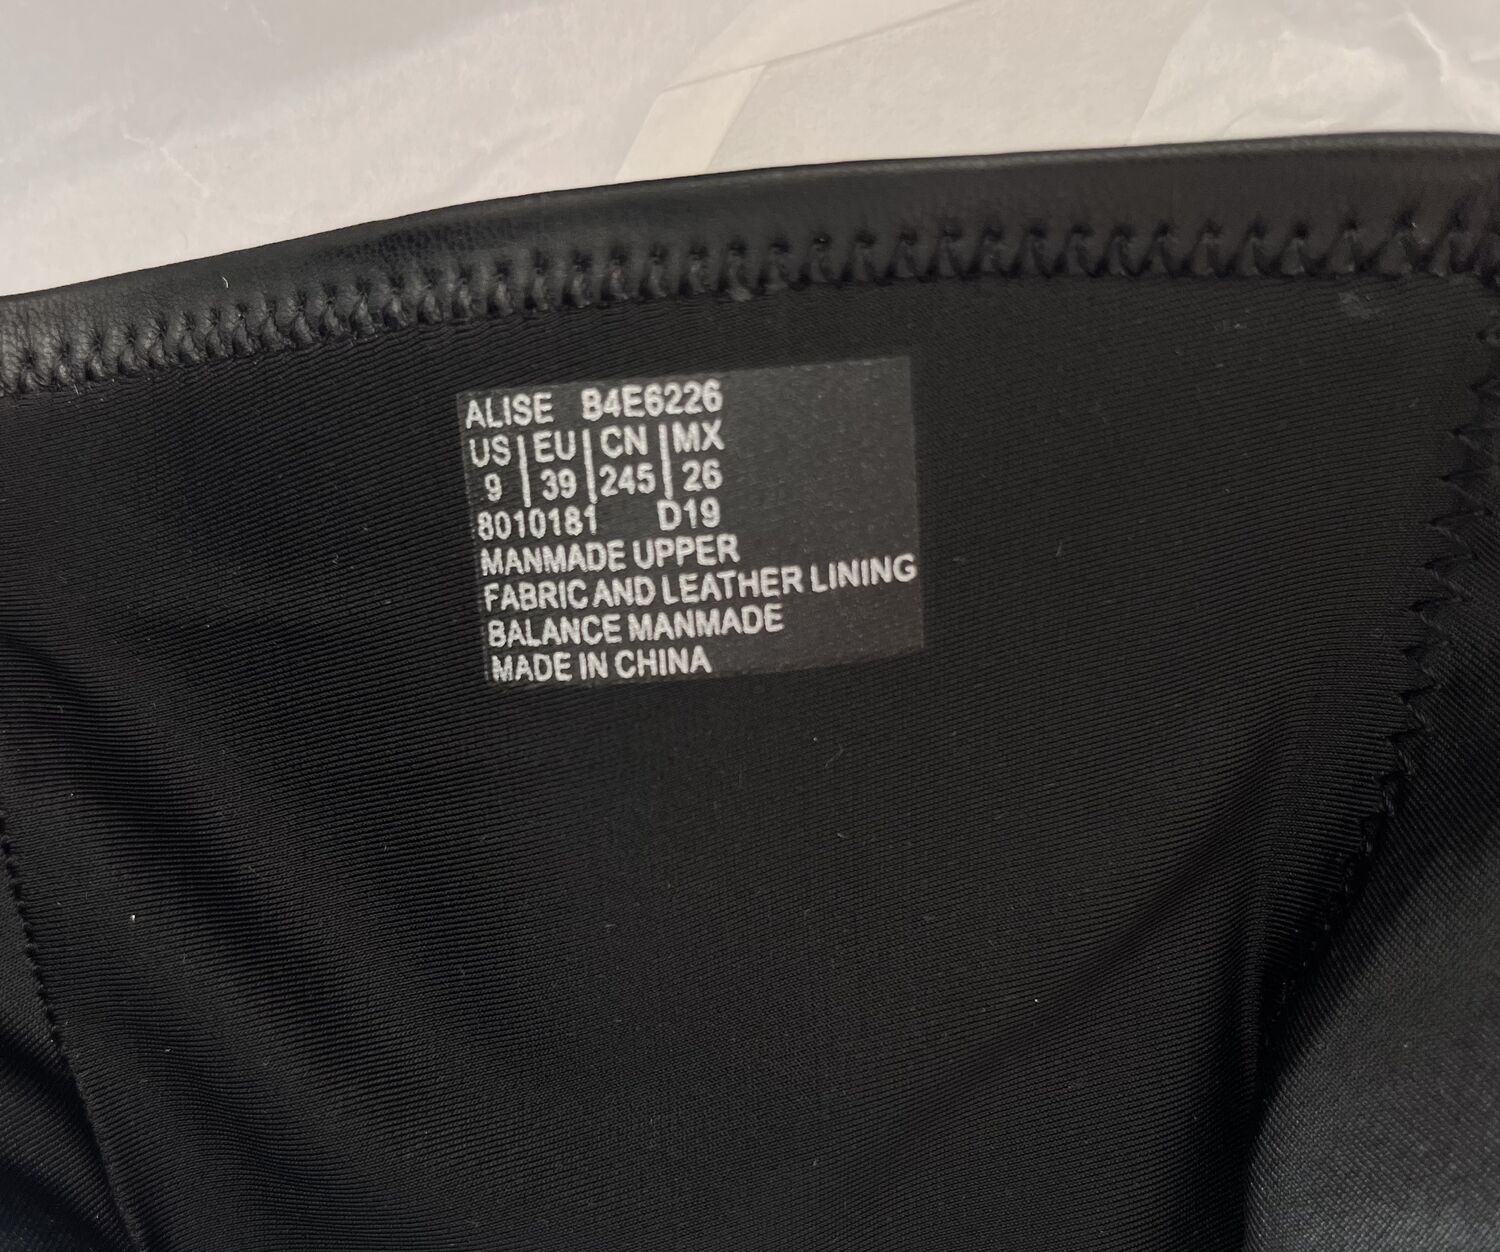 ALISE B4E6226
US | EU | CN | MX
9 | 39 | 245 | 26
8010181 D19
MANMADE UPPER
FABRIC AND LEATHER LINING
BALANCE MANMADE
MADE IN CHINA